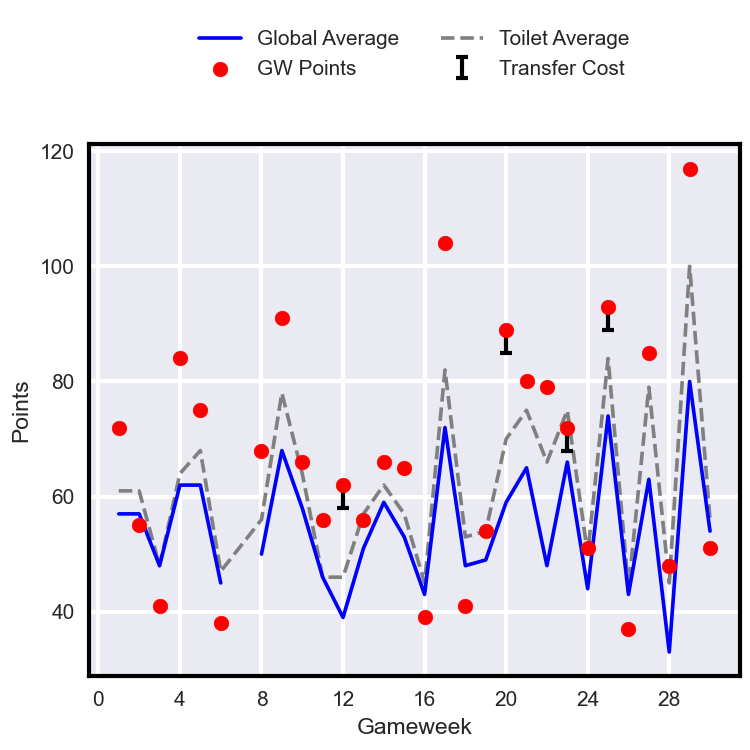 Global Average
Toilet Average
GW Points
Transfer Cost
120
100
80
60
40
Points
0 4 8 12 16 20 24 28
Gameweek